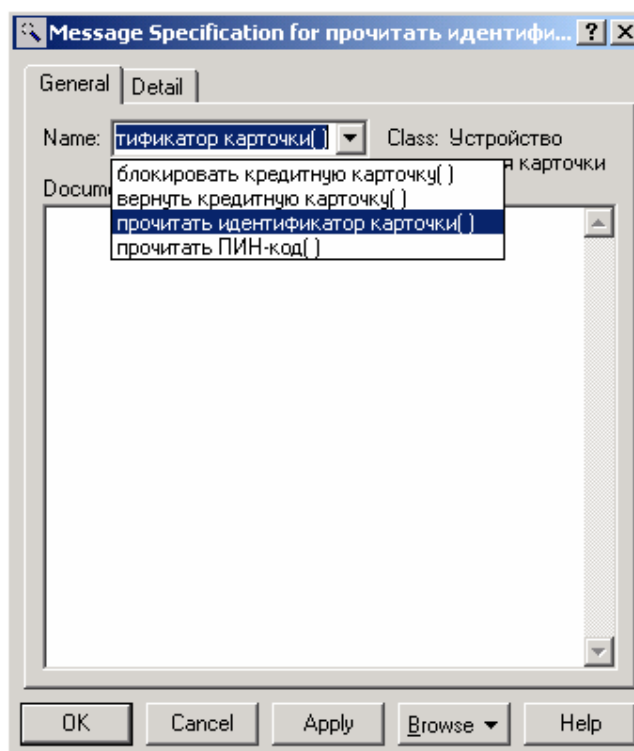 Message Specification for прочитать идентифи...
General Detail
Name: тификатор карточки( ) Class: Устройство
я карточки
Docume
блокировать кредитную карточку( )
вернуть кредитную карточку( )
прочитать идентификатор карточки( )
прочитать ПИН-код( )
OK Cancel Apply Browse Help